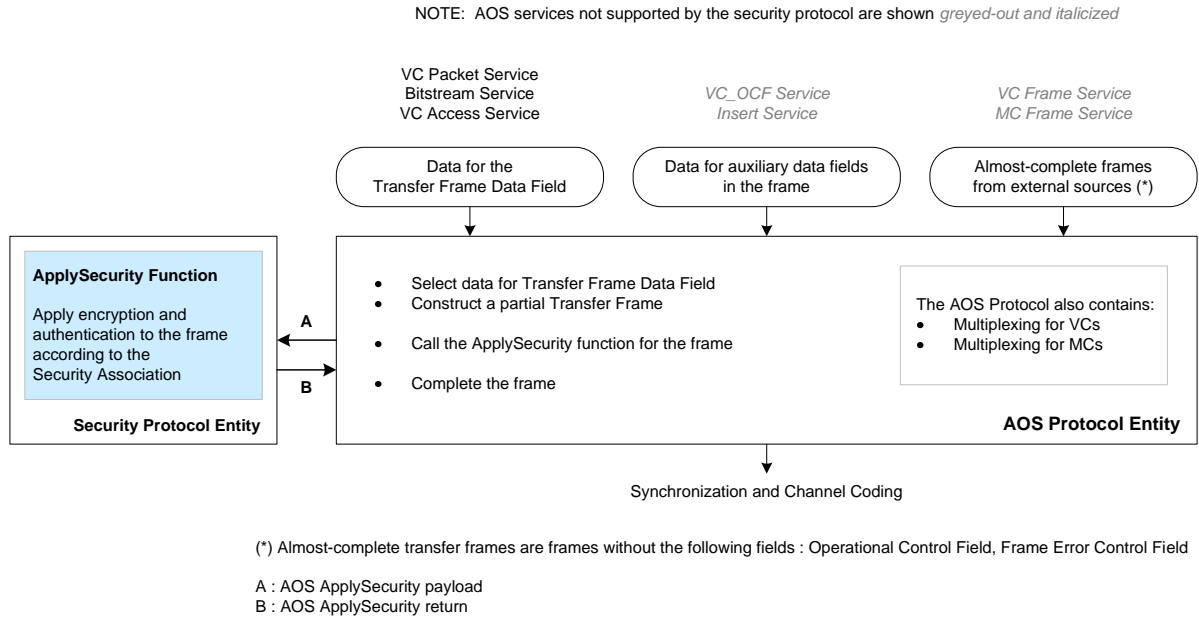 NOTE: AOS services not supported by the security protocol are shown greyed-out and italicized
VC Packet Service
Bitstream Service
VC Access Service
VC_OCF Service
Insert Service
VC Frame Service
MC Frame Service
Data for the
Transfer Frame Data Field
Data for auxiliary data fields
in the frame
Almost-complete frames
from external sources (*)
ApplySecurity Function
Apply encryption and
authentication to the frame
according to the
Security Association
Security Protocol Entity
A
B
• Select data for Transfer Frame Data Field
• Construct a partial Transfer Frame
• Call the ApplySecurity function for the frame
• Complete the frame
The AOS Protocol also contains:
• Multiplexing for VCs
• Multiplexing for MCs
AOS Protocol Entity
Synchronization and Channel Coding
(*) Almost-complete transfer frames are frames without the following fields : Operational Control Field, Frame Error Control Field
A : AOS ApplySecurity payload
B : AOS ApplySecurity return